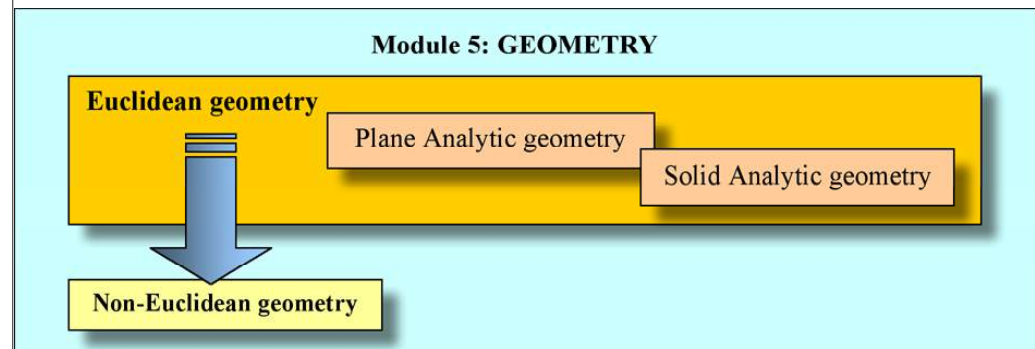 Module 5: GEOMETRY
Euclidean geometry
Plane Analytic geometry
Solid Analytic geometry
Non-Euclidean geometry